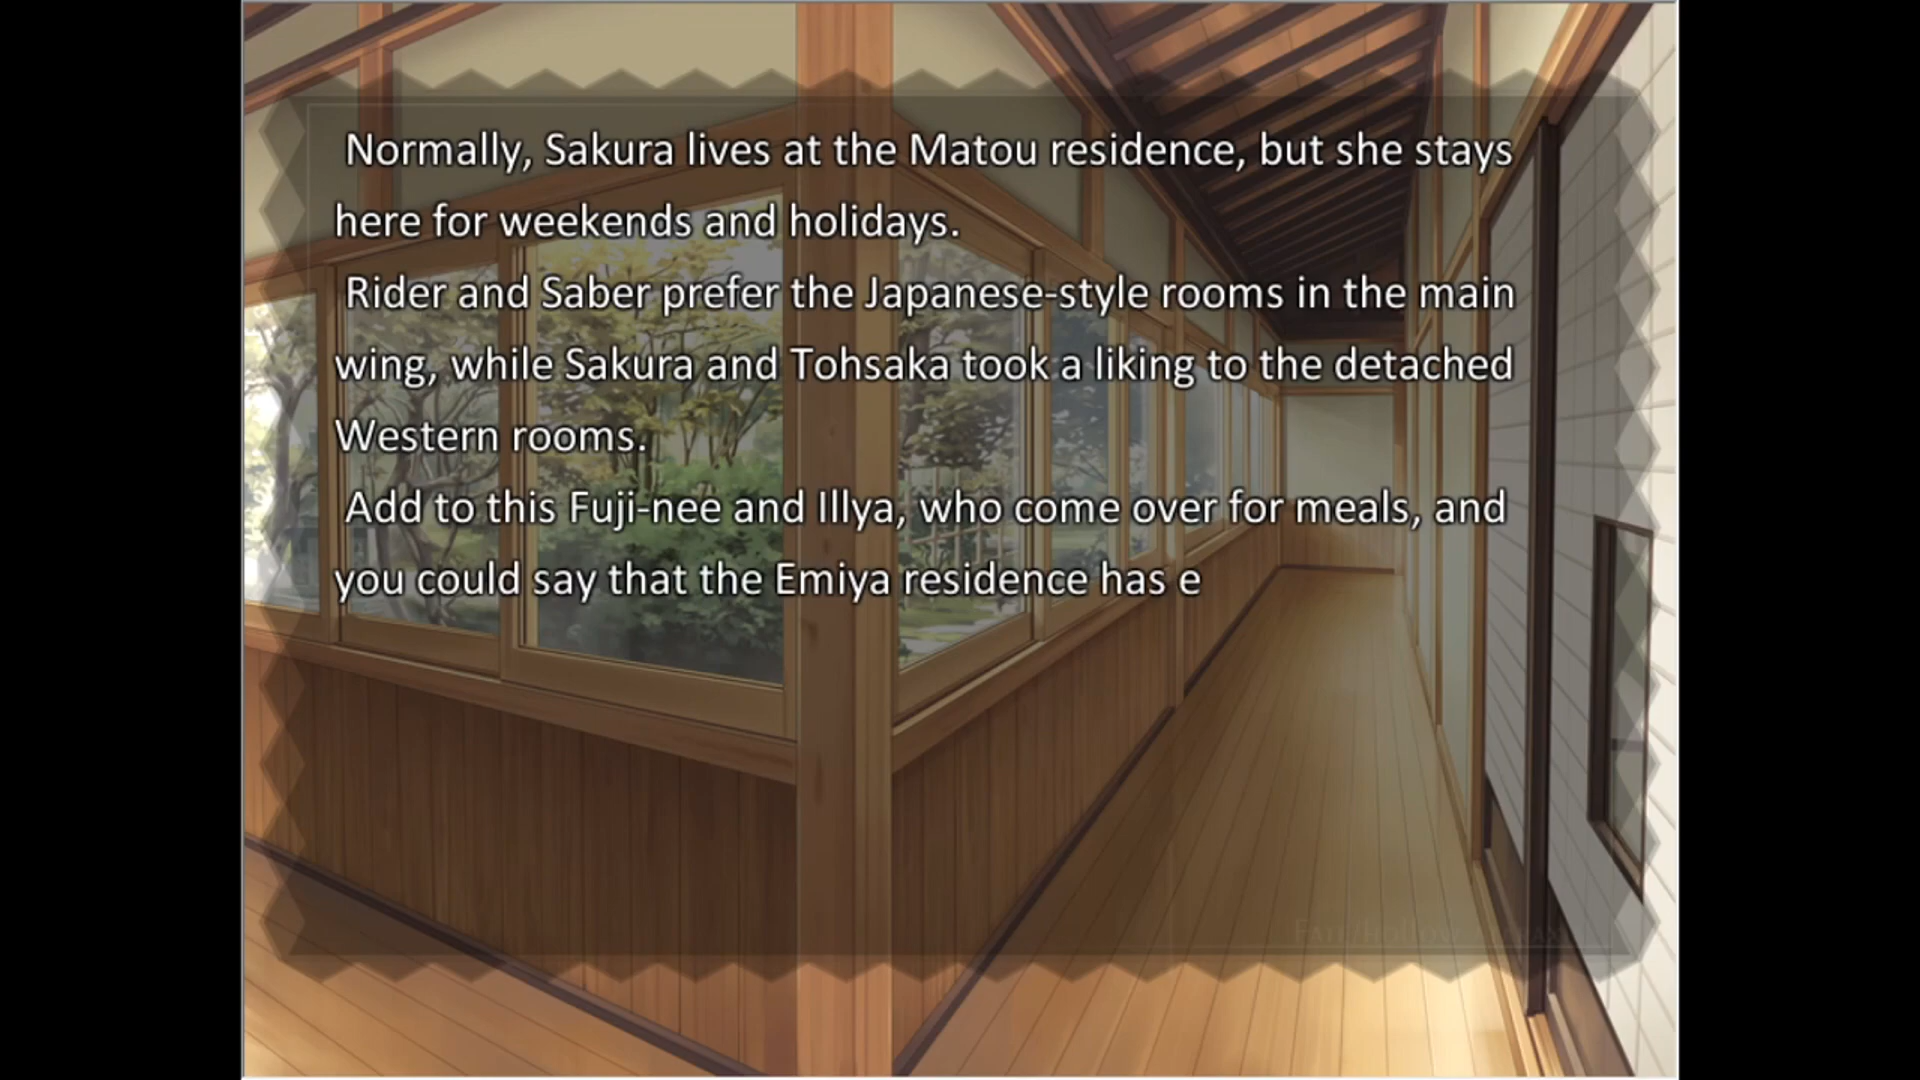 Normally, Sakura lives at the Matou residence, but she stays
here for weekends and holidays.
Rider and Saber prefer the Japanese-style rooms in the main
wing, while Sakura and Tohsaka took a liking to the detached
Western rooms.
Add to this Fuji-nee and Illya, who come over for meals, and
you could say that the Emiya residence has e